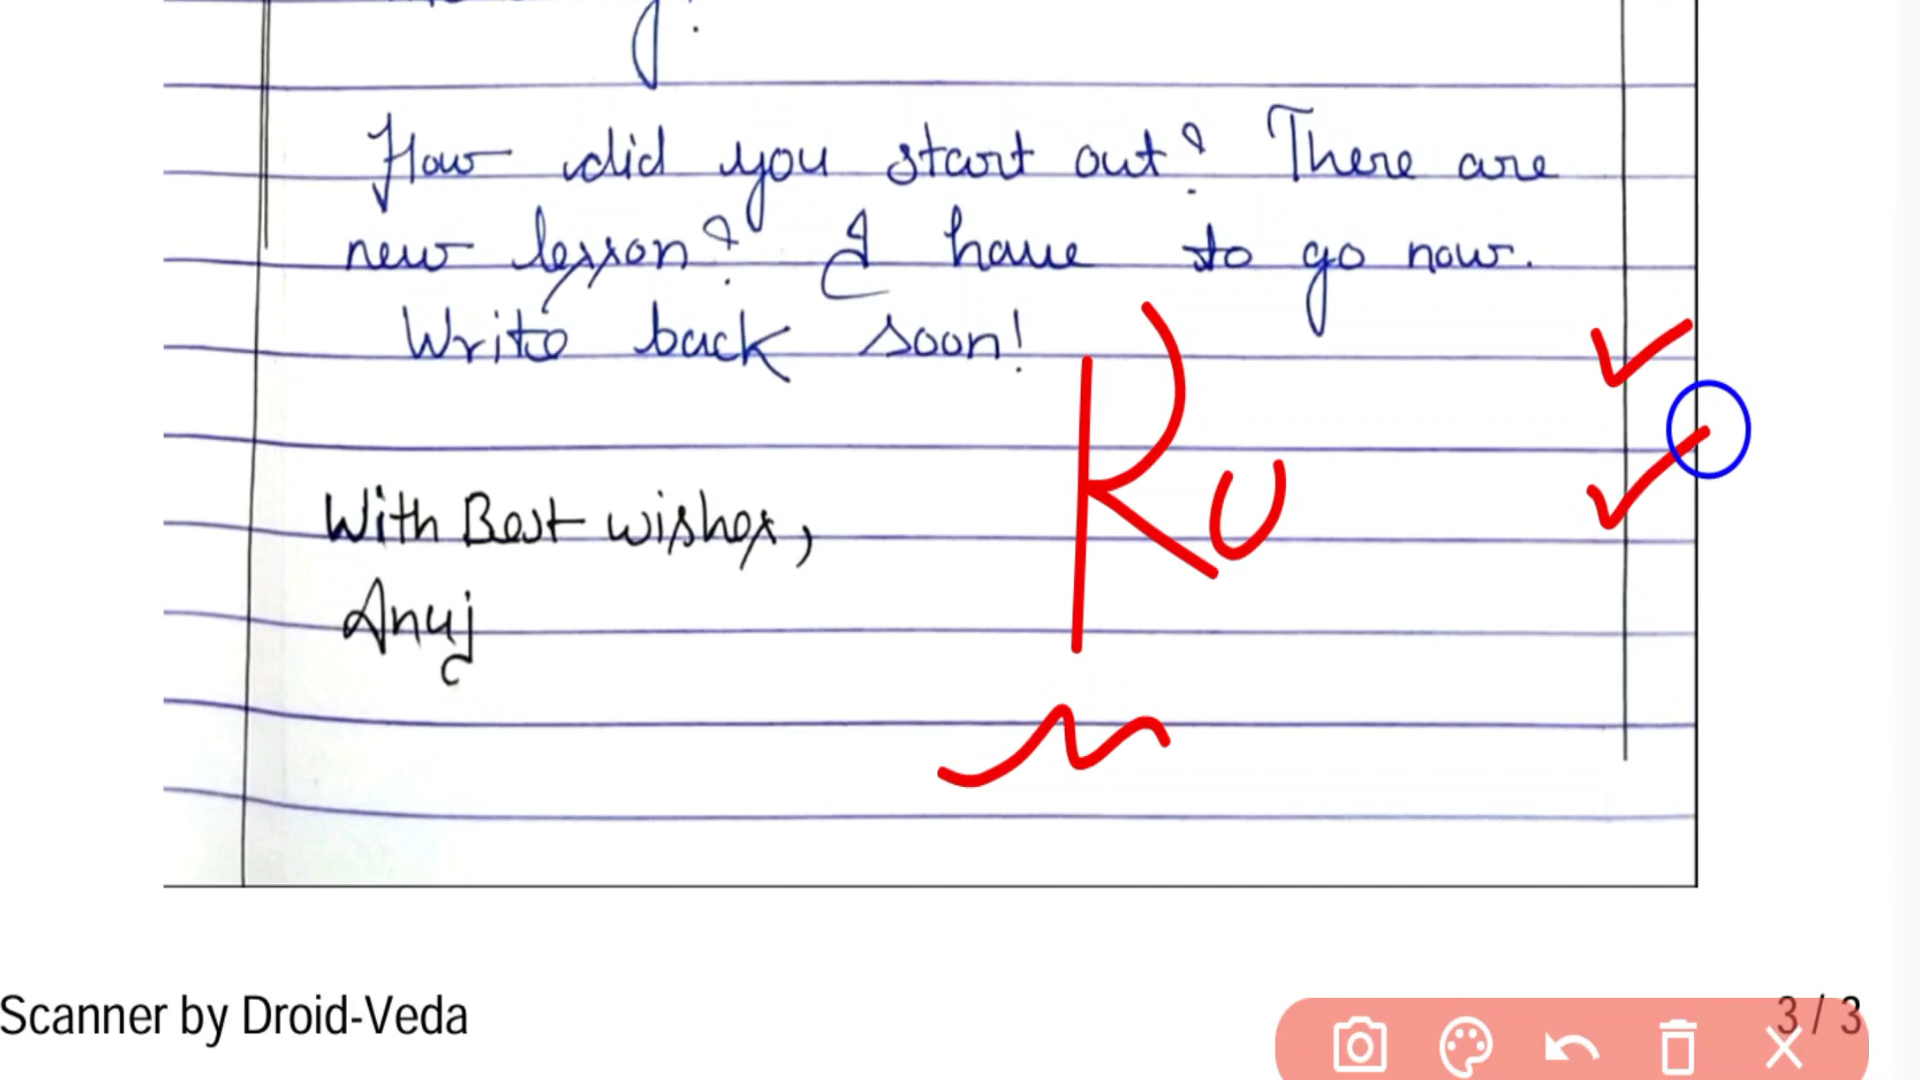 How did you start out? There are
new lesson? I have to go now.
Write back soon!
Ru
With Best wishes,
Anuj
Scanner by Droid-Veda
3 / 3